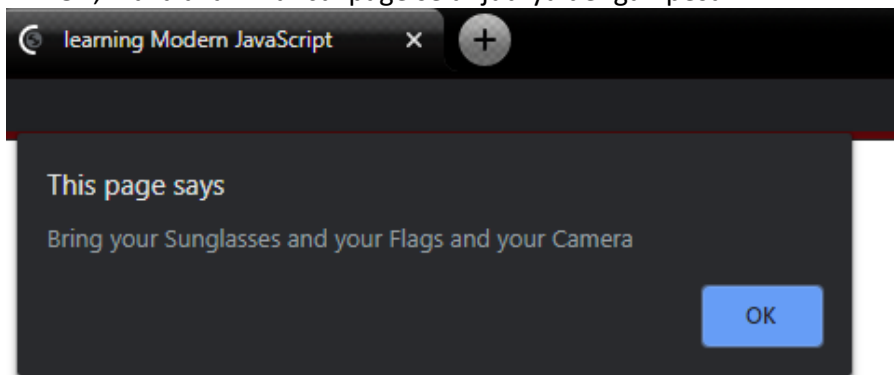 learning Modern JavaScript
This page says
Bring your Sunglasses and your Flags and your Camera
OK